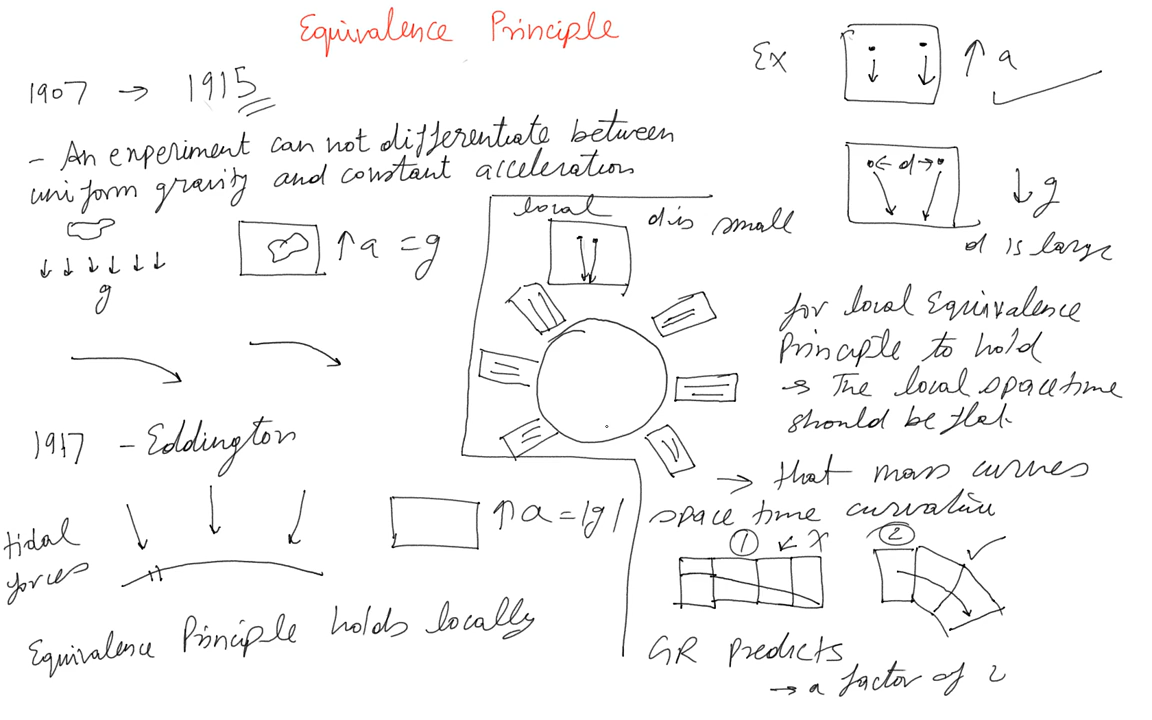 Equivalence Principle
1907 → 1915
- An experiment can not differentiate between
uniform gravity and constant acceleration
g
↑ a = g
1917 - Eddington
tidal
forces
↑ a = |g|
Equivalence Principle holds locally
local
d is small
Ex
↑ a
← d →
↓ g
d is large
for local Equivalence
Principle to hold
→ The local spacetime
should be flat
→ that mass curves
space time curvature
① ↙ X
② ✓
GR Predicts
→ a factor of 2